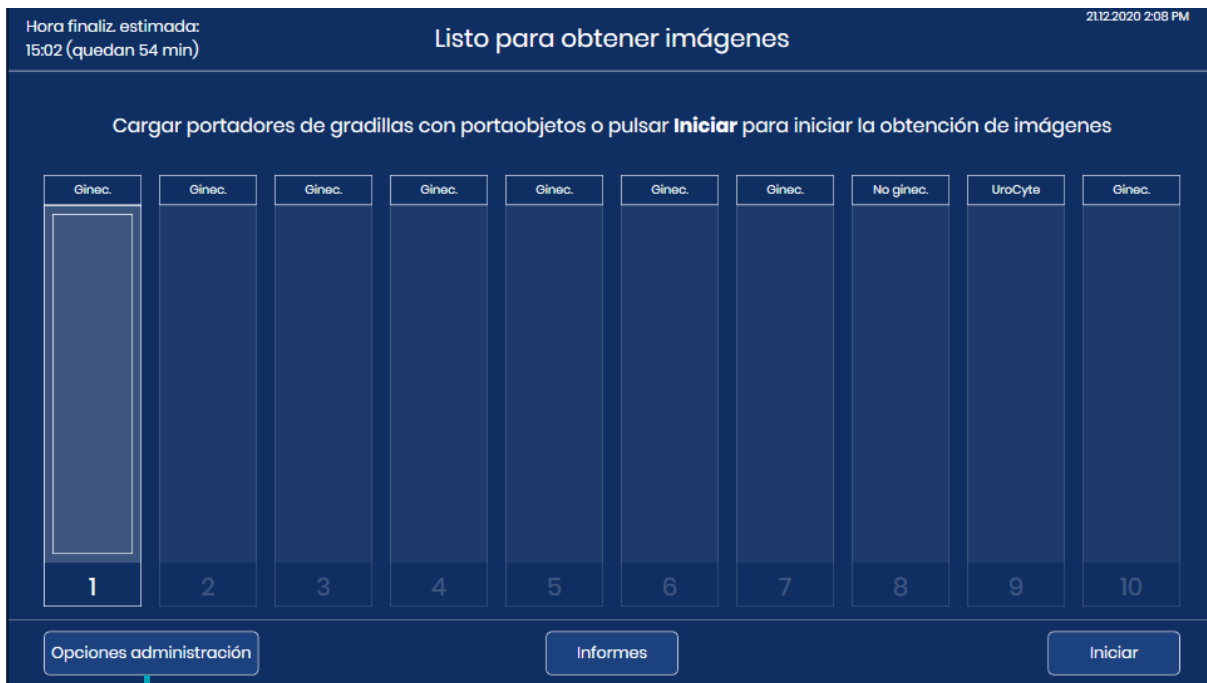 Hora finaliz. estimada:
15:02 (quedan 54 min)
Listo para obtener imágenes
21.12.2020 2:08 PM
Cargar portadores de gradillas con portaobjetos o pulsar Iniciar para iniciar la obtención de imágenes
Ginec. Ginec. Ginec. Ginec. Ginec. Ginec. Ginec. No ginec. UroCyte Ginec.
1 2 3 4 5 6 7 8 9 10
Opciones administración Informes Iniciar